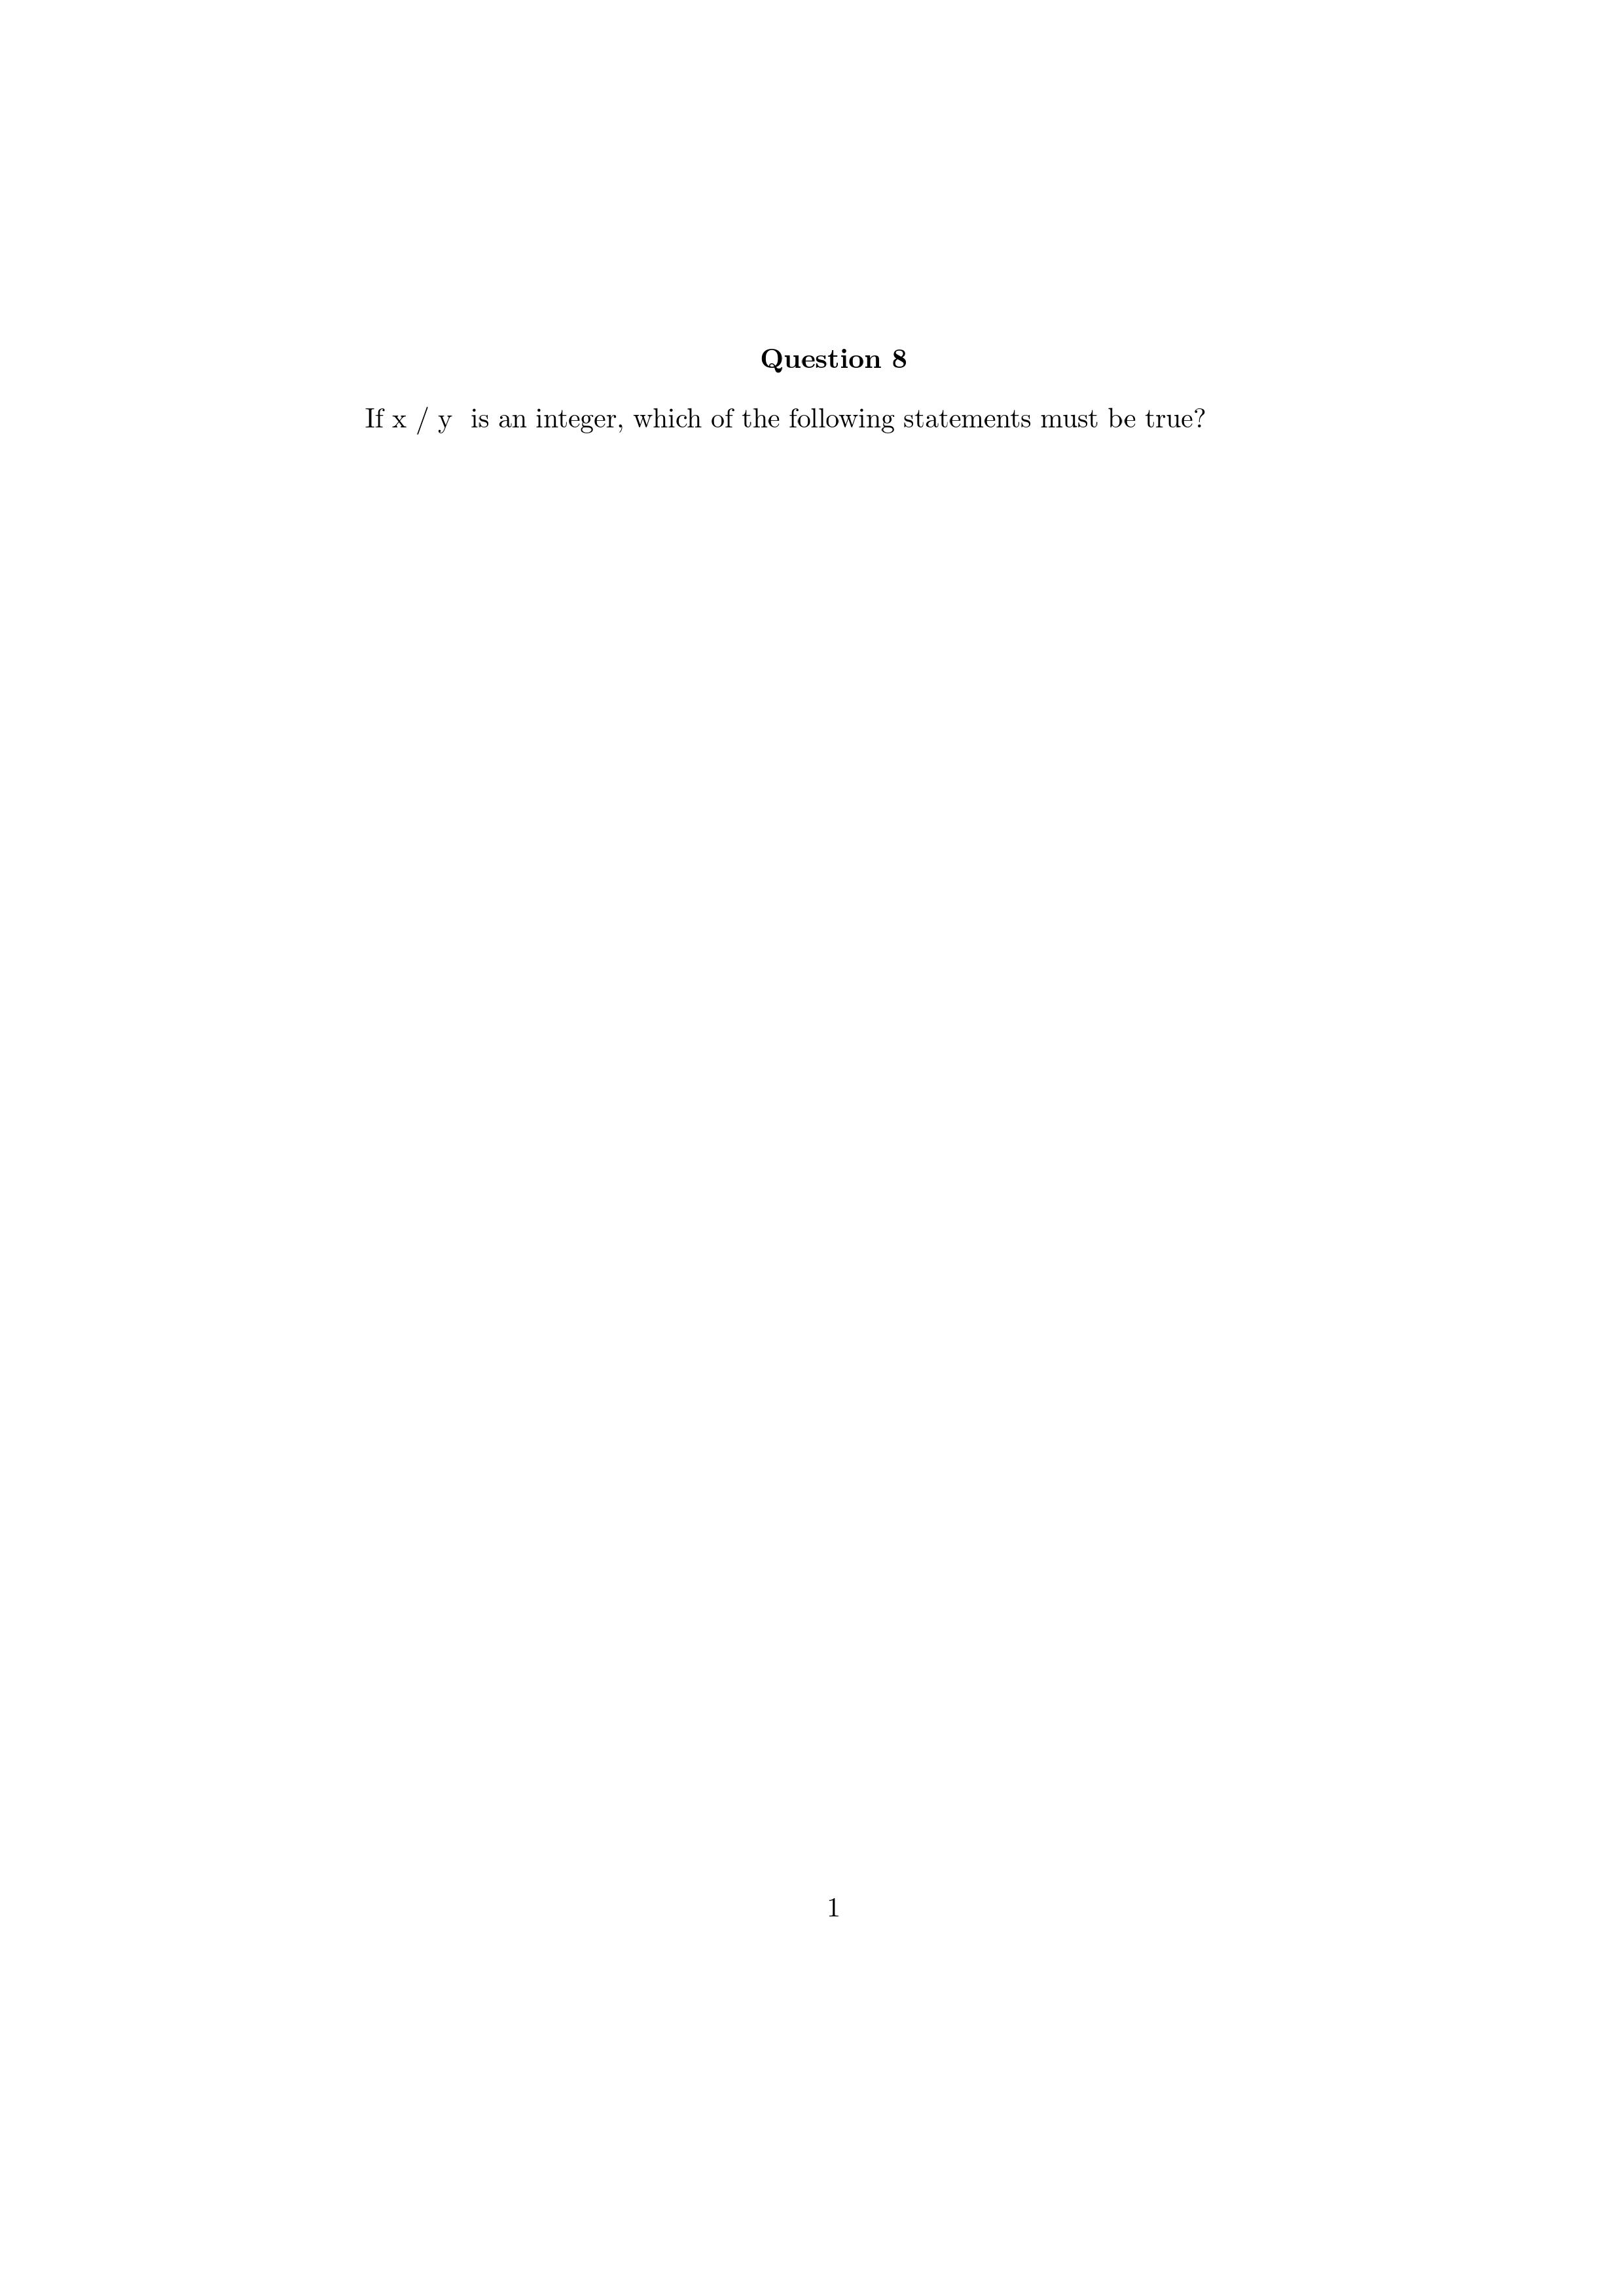 Question 8
If x / y is an integer, which of the following statements must be true?
1